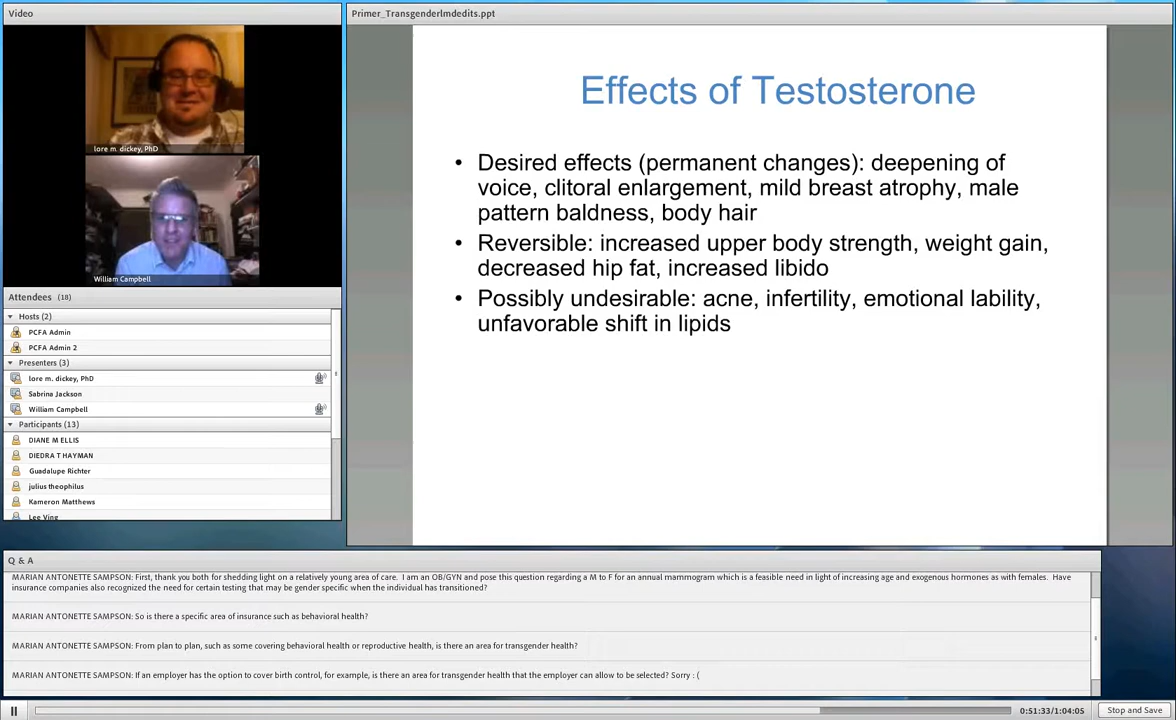 Video
Primer_Transgenderlmdedits.ppt
lore m. dickey, PhD
William Campbell
Effects of Testosterone
• Desired effects (permanent changes): deepening of
voice, clitoral enlargement, mild breast atrophy, male
pattern baldness, body hair
• Reversible: increased upper body strength, weight gain,
decreased hip fat, increased libido
• Possibly undesirable: acne, infertility, emotional lability,
unfavorable shift in lipids
Attendees (18)
Hosts (2)
PCFA Admin
PCFA Admin 2
Presenters (3)
lore m. dickey, PhD
Sabrina Jackson
William Campbell
Participants (13)
DIANE M ELLIS
DIEDRA T HAYMAN
Guadalupe Richter
julius theophilus
Kameron Matthews
Lee Ving
Q & A
MARIAN ANTONETTE SAMPSON: First, thank you both for shedding light on a relatively young area of care. I am an OB/GYN and pose this question regarding a M to F for an annual mammogram which is a feasible need in light of increasing age and exogenous hormones as with females. Have
insurance companies also recognized the need for certain testing that may be gender specific when the individual has transitioned?
MARIAN ANTONETTE SAMPSON: So is there a specific area of insurance such as behavioral health?
MARIAN ANTONETTE SAMPSON: From plan to plan, such as some covering behavioral health or reproductive health, is there an area for transgender health?
MARIAN ANTONETTE SAMPSON: If an employer has the option to cover birth control, for example, is there an area for transgender health that the employer can allow to be selected? Sorry : (
0:51:33/1:04:05
Stop and Save